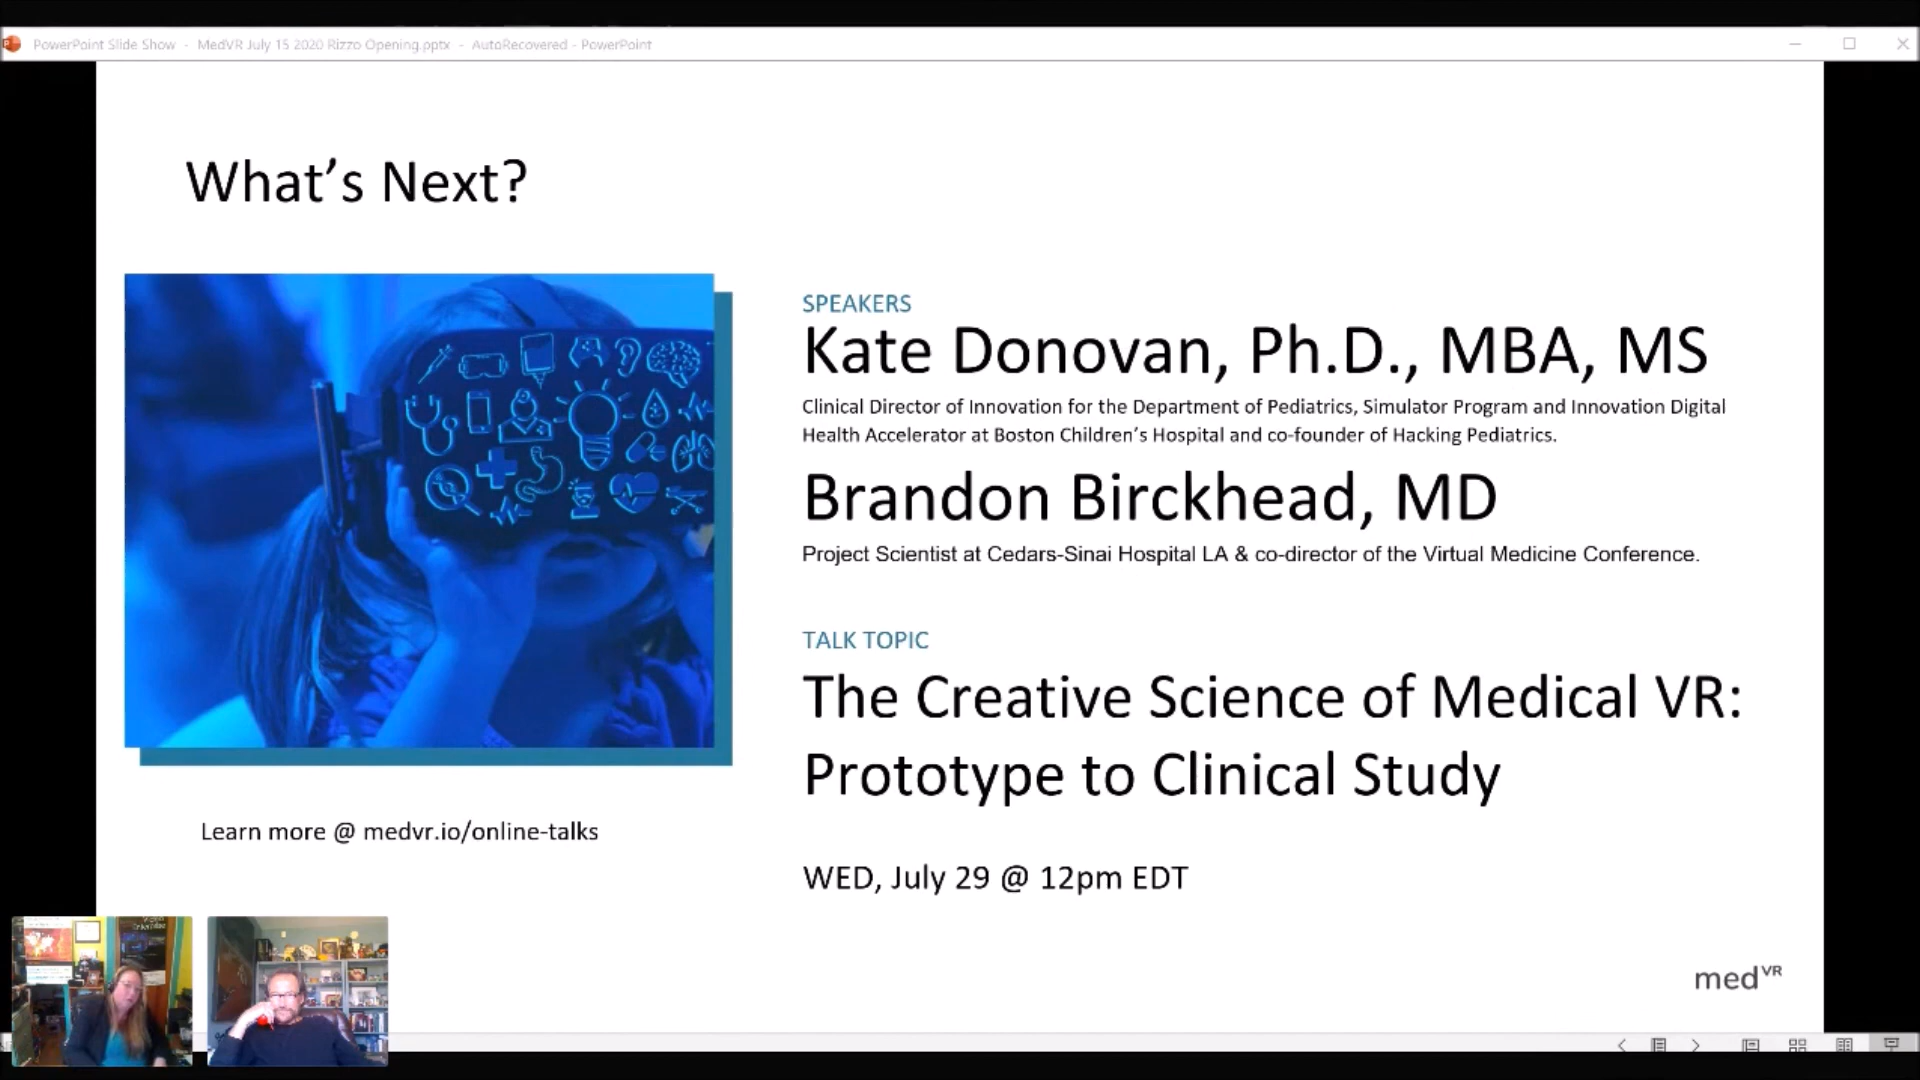 PowerPoint Slide Show - MedVR July 15 2020 Rizzo Opening.pptx - AutoRecovered - PowerPoint
What's Next?
SPEAKERS
Kate Donovan, Ph.D., MBA, MS
Clinical Director of Innovation for the Department of Pediatrics, Simulator Program and Innovation Digital
Health Accelerator at Boston Children's Hospital and co-founder of Hacking Pediatrics.
Brandon Birckhead, MD
Project Scientist at Cedars-Sinai Hospital LA & co-director of the Virtual Medicine Conference.
TALK TOPIC
The Creative Science of Medical VR:
Prototype to Clinical Study
Learn more @ medvr.io/online-talks
WED, July 29 @ 12pm EDT
med VR